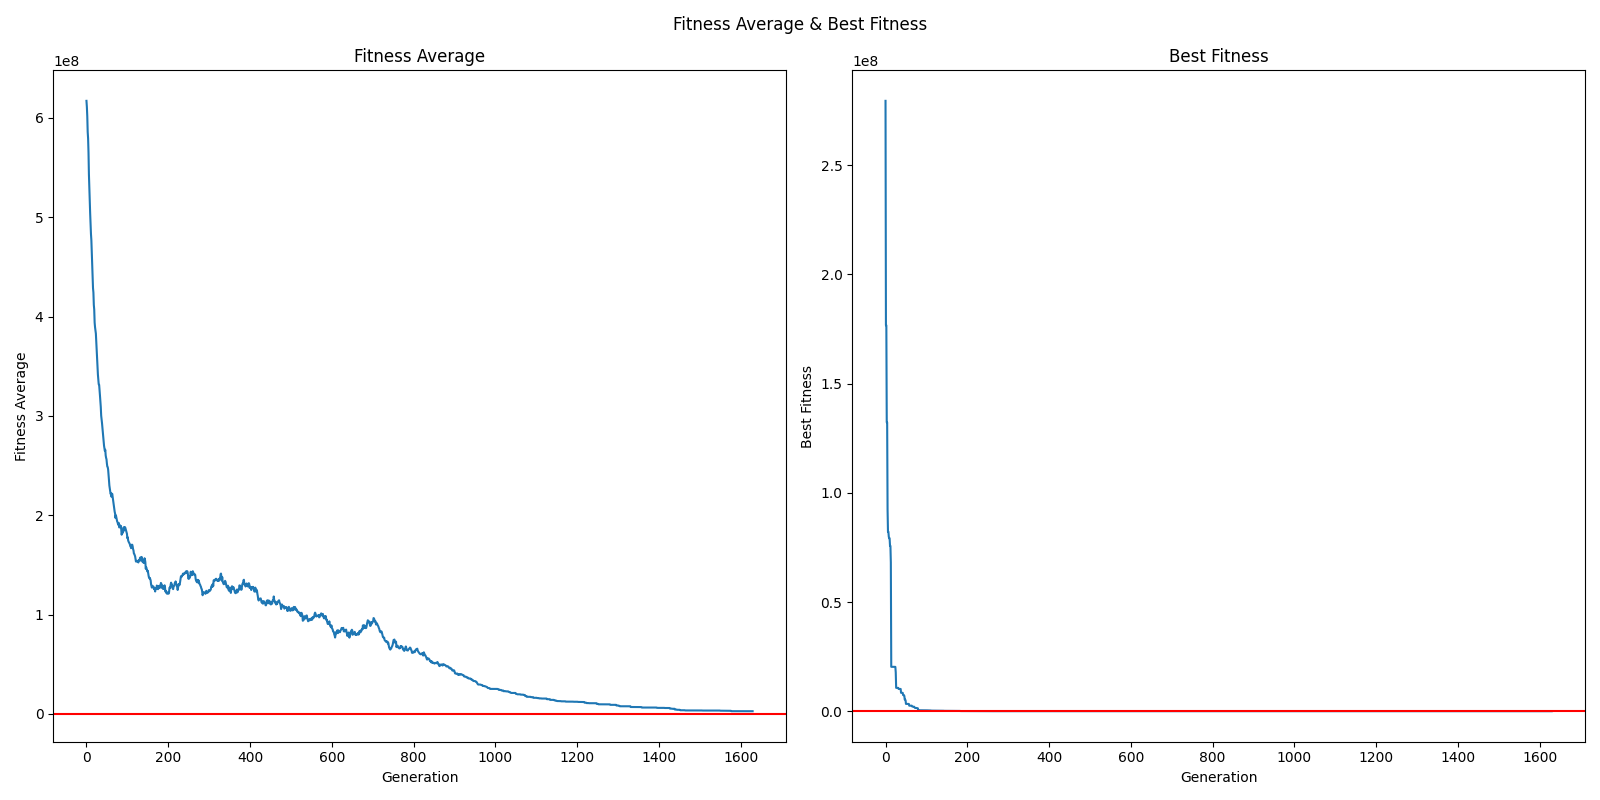 Fitness Average & Best Fitness
Fitness Average
1e8
6
5
4
3
2
1
0
Fitness Average
0 200 400 600 800 1000 1200 1400 1600
Generation
Best Fitness
1e8
2.5
2.0
1.5
1.0
0.5
0.0
Best Fitness
0 200 400 600 800 1000 1200 1400 1600
Generation